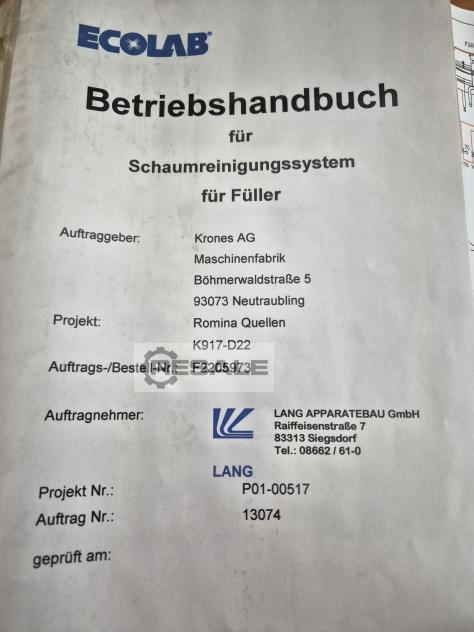 ECOLAB
Betriebshandbuch
für
Schaumreinigungssystem
für Füller
Auftraggeber: Krones AG
Maschinenfabrik
Böhmerwaldstraße 5
93073 Neutraubling
Projekt: Romina Quellen
K917-D22
RESALE
Auftrags-/Bestell-Nr.: F2205973
Auftragnehmer: LANG APPARATEBAU GmbH
Raiffeisenstraße 7
83313 Siegsdorf
Tel.: 08662 / 61-0
LANG
Projekt Nr.: P01-00517
Auftrag Nr.: 13074
geprüft am: